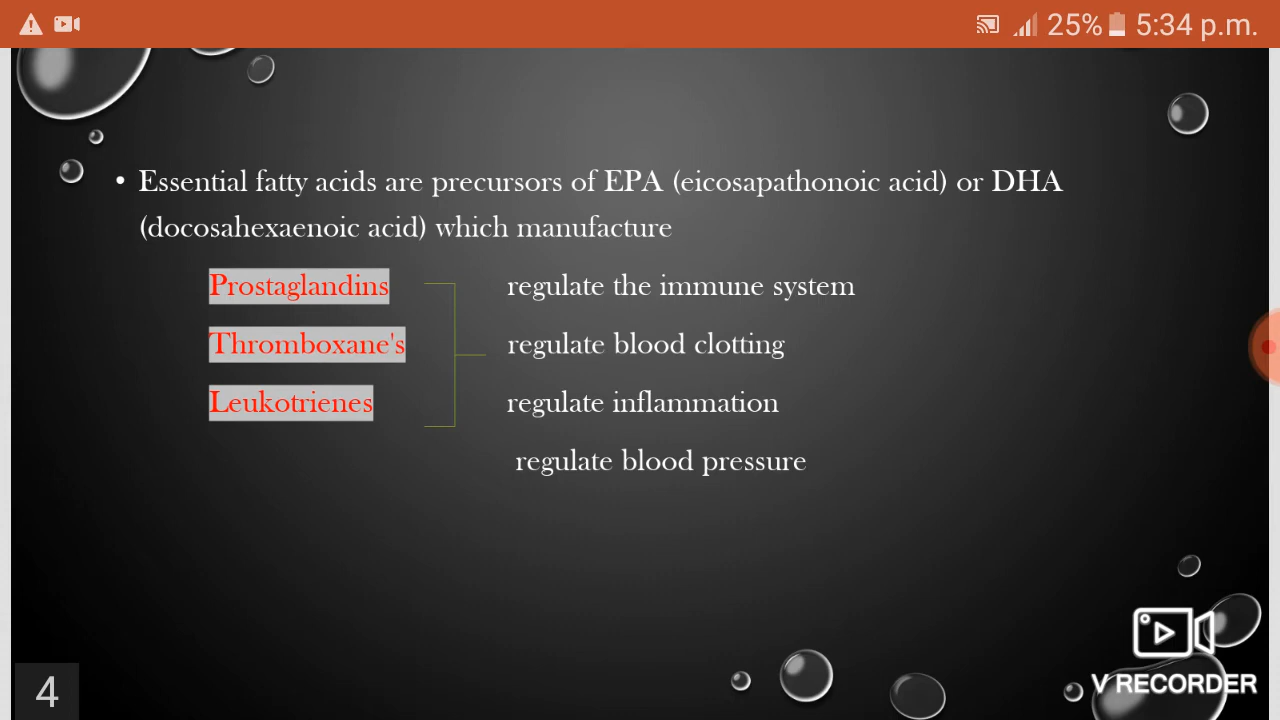 25% 5:34 p.m.
• Essential fatty acids are precursors of EPA (eicosapathonoic acid) or DHA
(docosahexaenoic acid) which manufacture
Prostaglandins regulate the immune system
Thromboxane's regulate blood clotting
Leukotrienes regulate inflammation
regulate blood pressure
V RECORDER
4